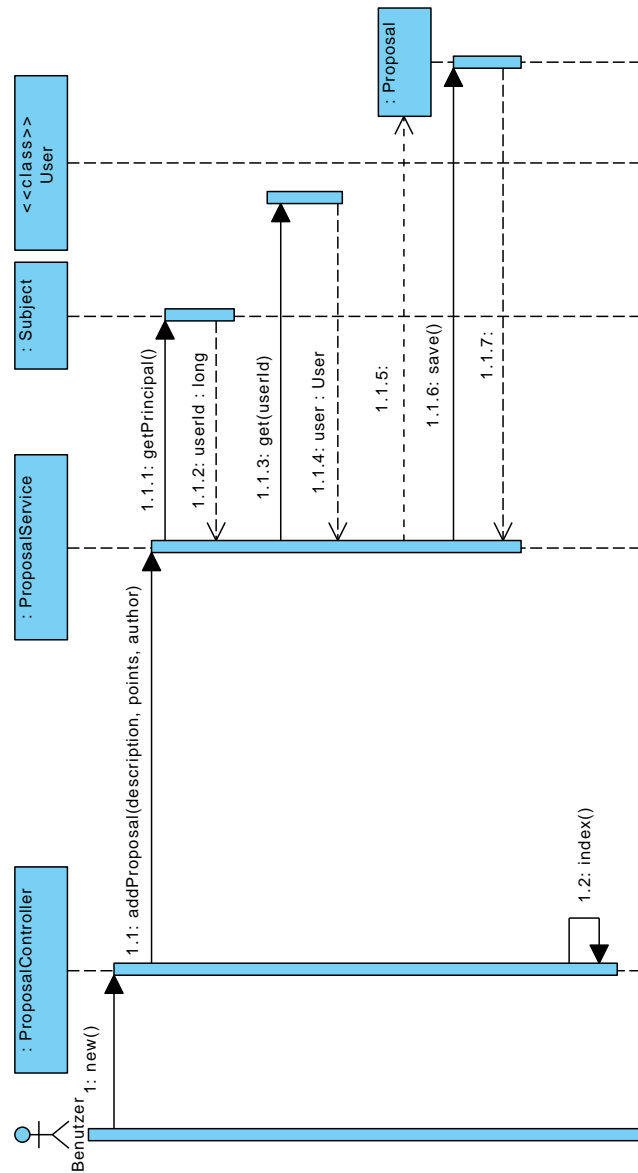 Benutzer
: ProposalController
: ProposalService
: Subject
<<class>>
User
: Proposal
1: new()
1.1: addProposal(description, points, author)
1.1.1: getPrincipal()
1.1.2: userId : long
1.1.3: get(userId)
1.1.4: user : User
1.1.5:
1.1.6: save()
1.1.7:
1.2: index()